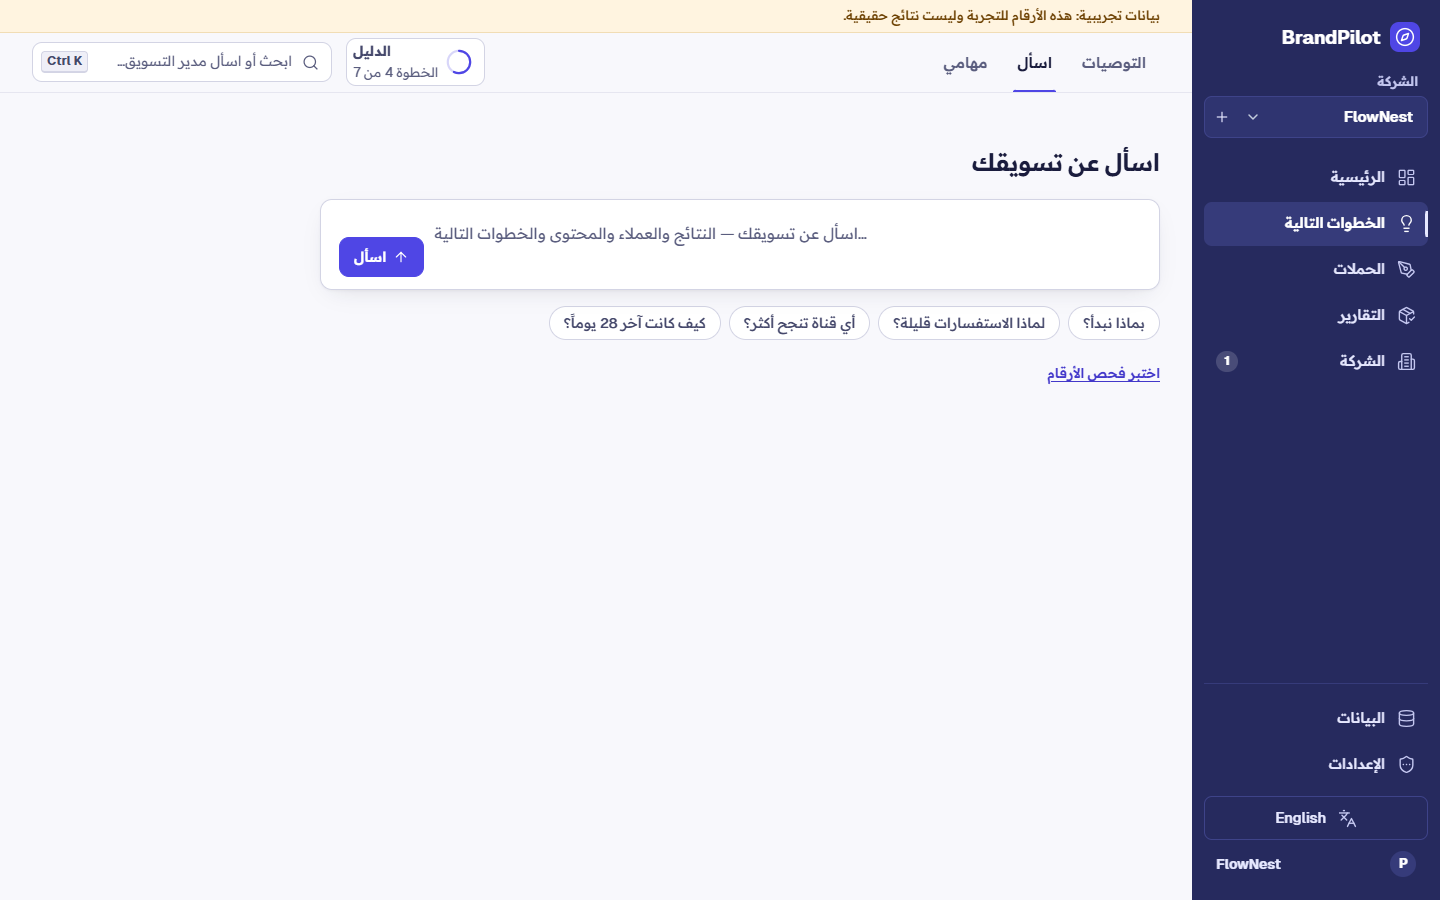 بيانات تجريبية: هذه الأرقام للتجربة وليست نتائج حقيقية.
BrandPilot
الشركة
FlowNest
الرئيسية
الخطوات التالية
الحملات
التقارير
الشركة
1
البيانات
الإعدادات
English
P
FlowNest
التوصيات
اسأل
مهامي
الدليل
الخطوة 4 من 7
ابحث أو اسأل مدير التسويق...
Ctrl K
اسأل عن تسويقك
اسأل عن تسويقك — النتائج والعملاء والمحتوى والخطوات التالية...
اسأل
بماذا نبدأ؟
لماذا الاستفسارات قليلة؟
أي قناة تنجح أكثر؟
كيف كانت آخر 28 يوماً؟
اختبر فحص الأرقام